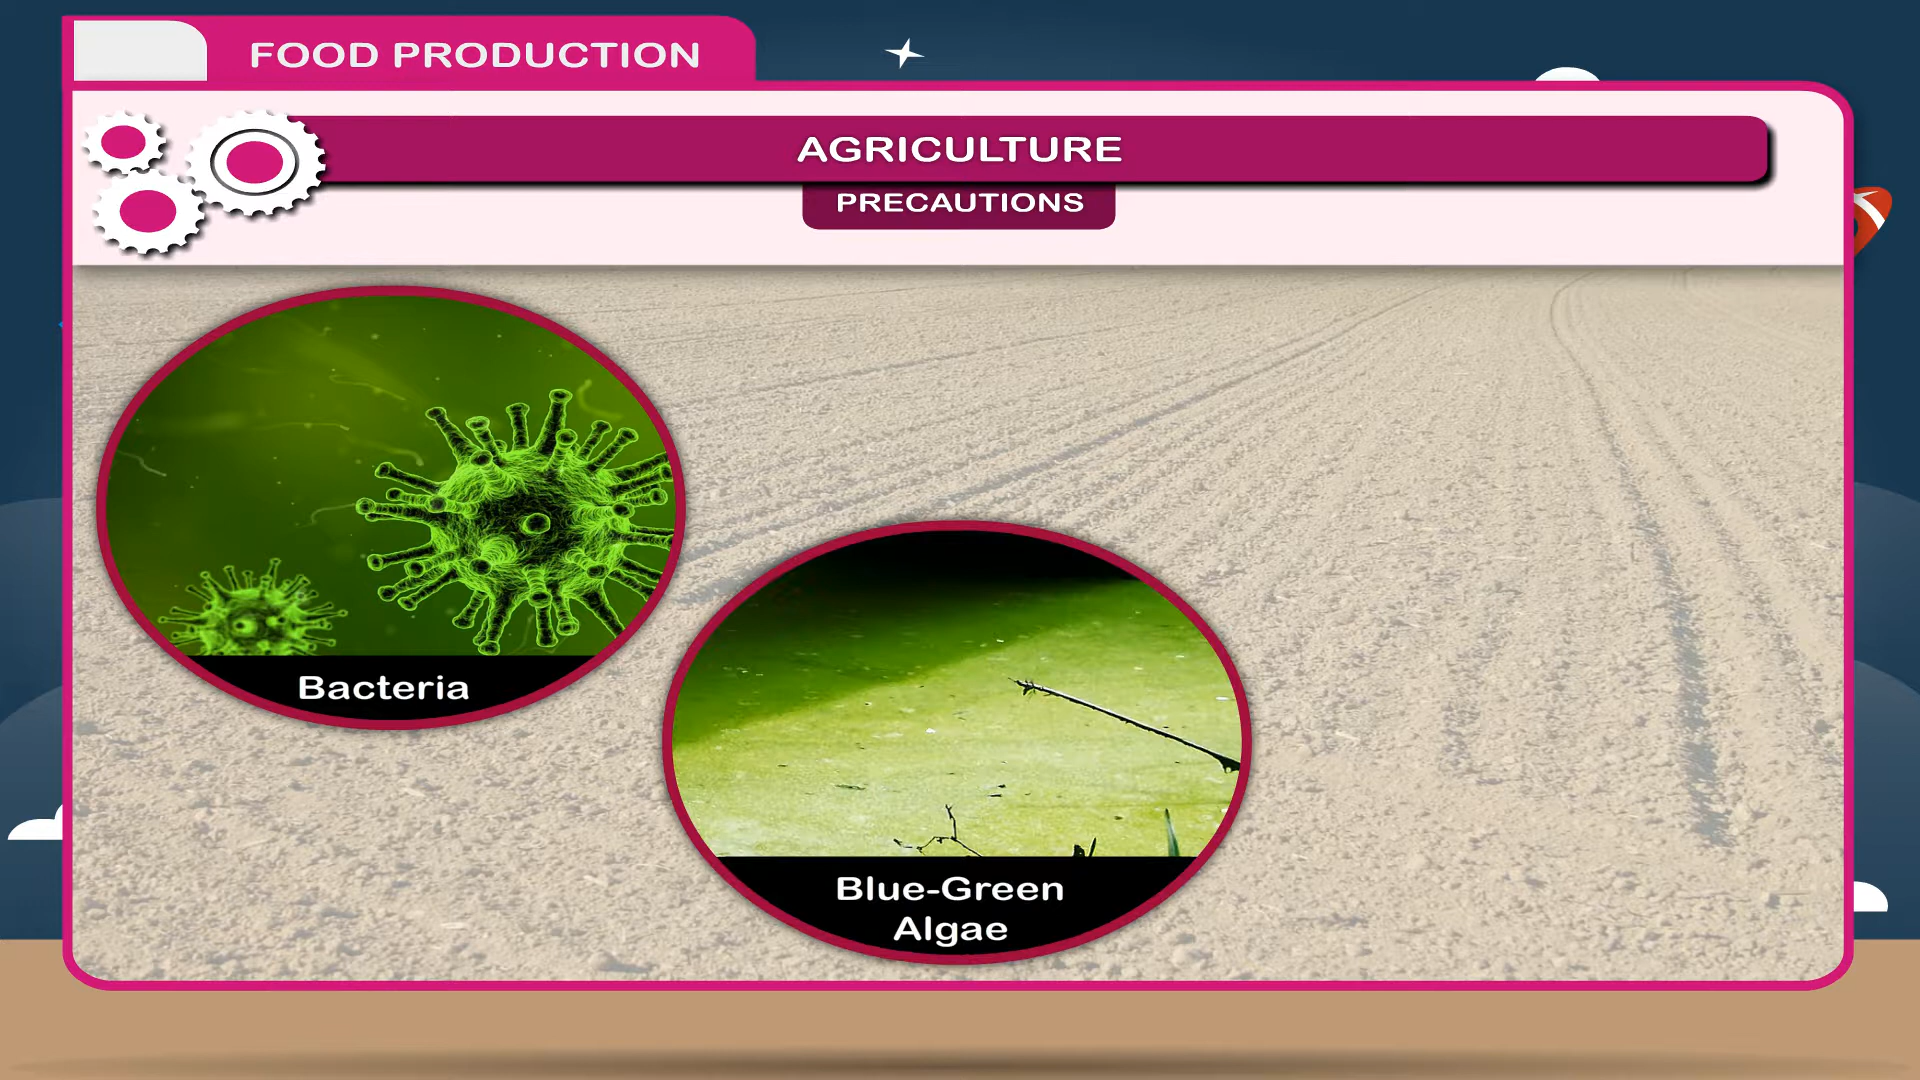 FOOD PRODUCTION
AGRICULTURE
PRECAUTIONS
Bacteria
Blue-Green
Algae